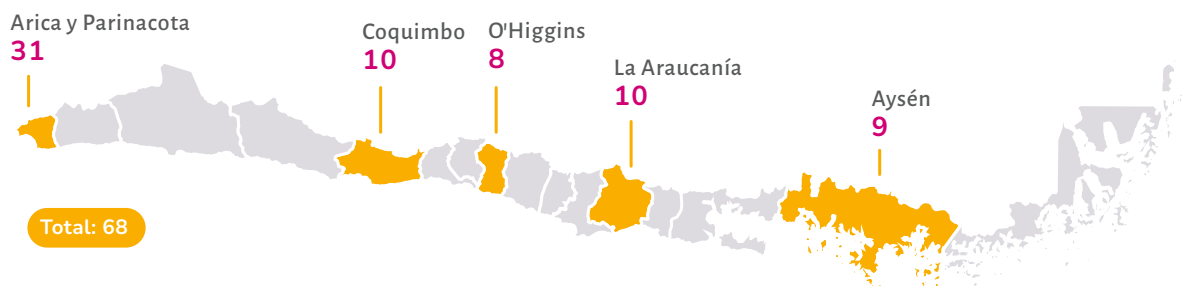 Arica y Parinacota
31
Coquimbo
10
O'Higgins
8
La Araucanía
10
Aysén
9
Total: 68